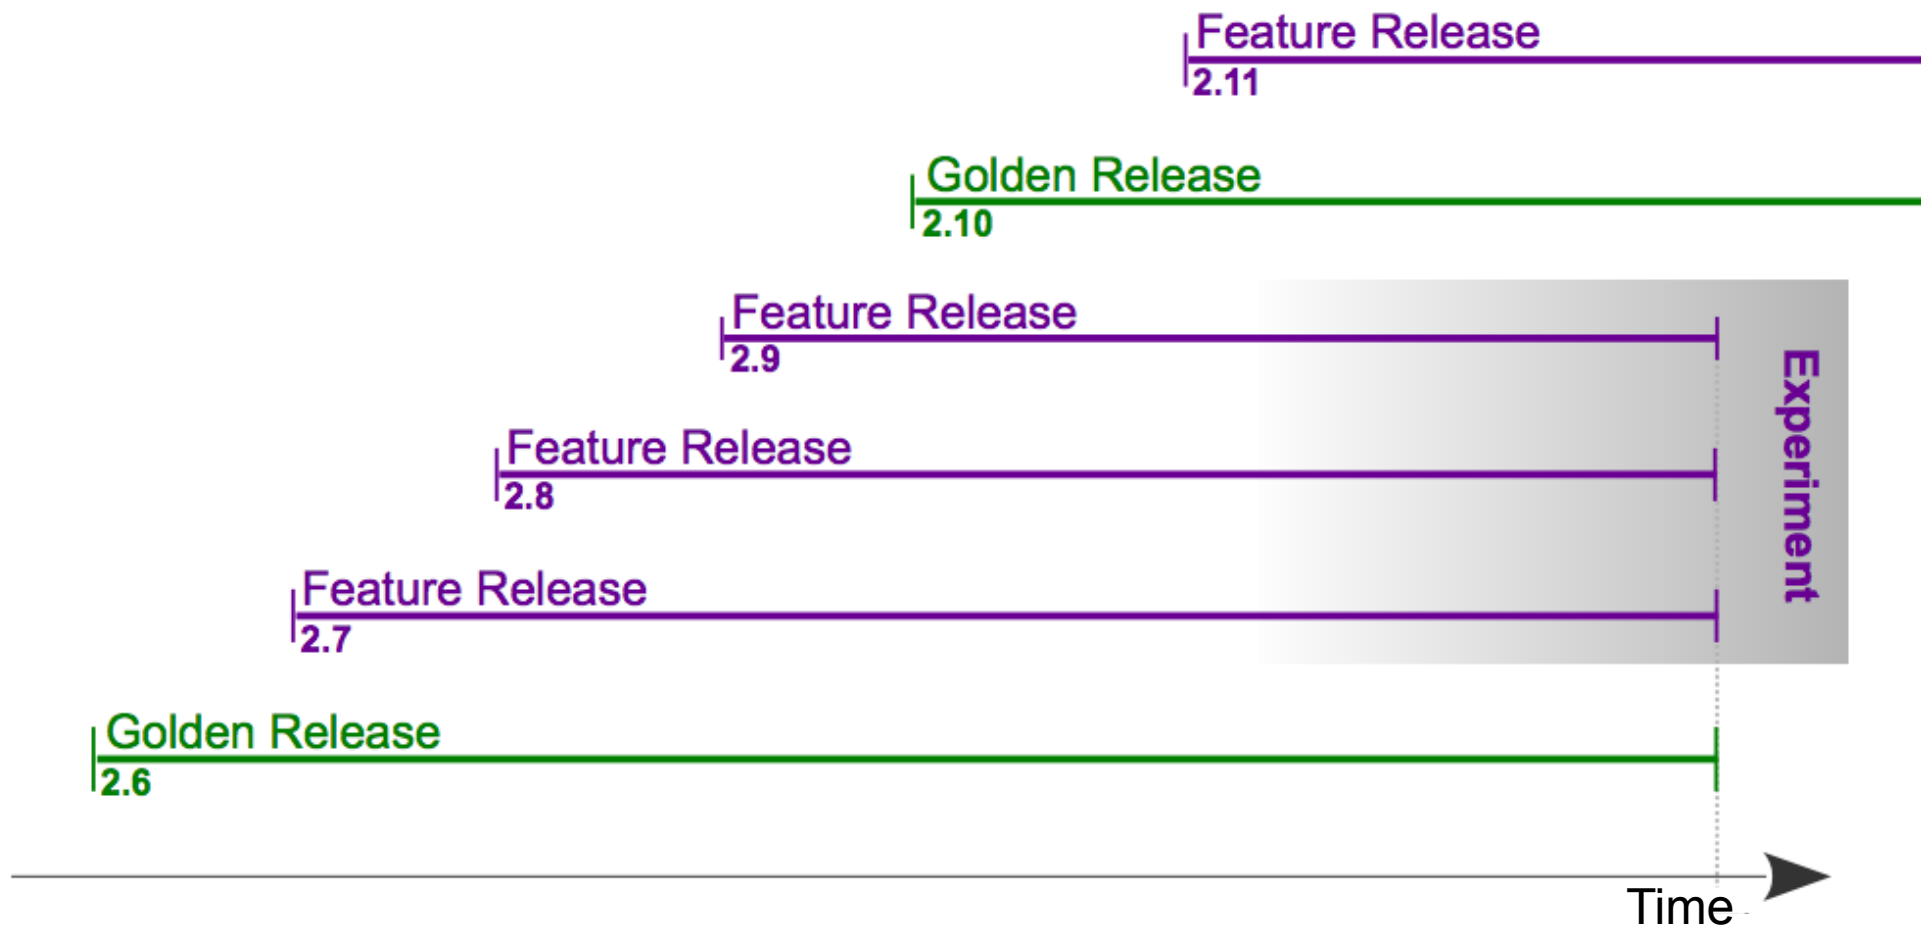 Feature Release
2.11
Golden Release
2.10
Feature Release
2.9
Feature Release
2.8
Feature Release
2.7
Experiment
Golden Release
2.6
Time